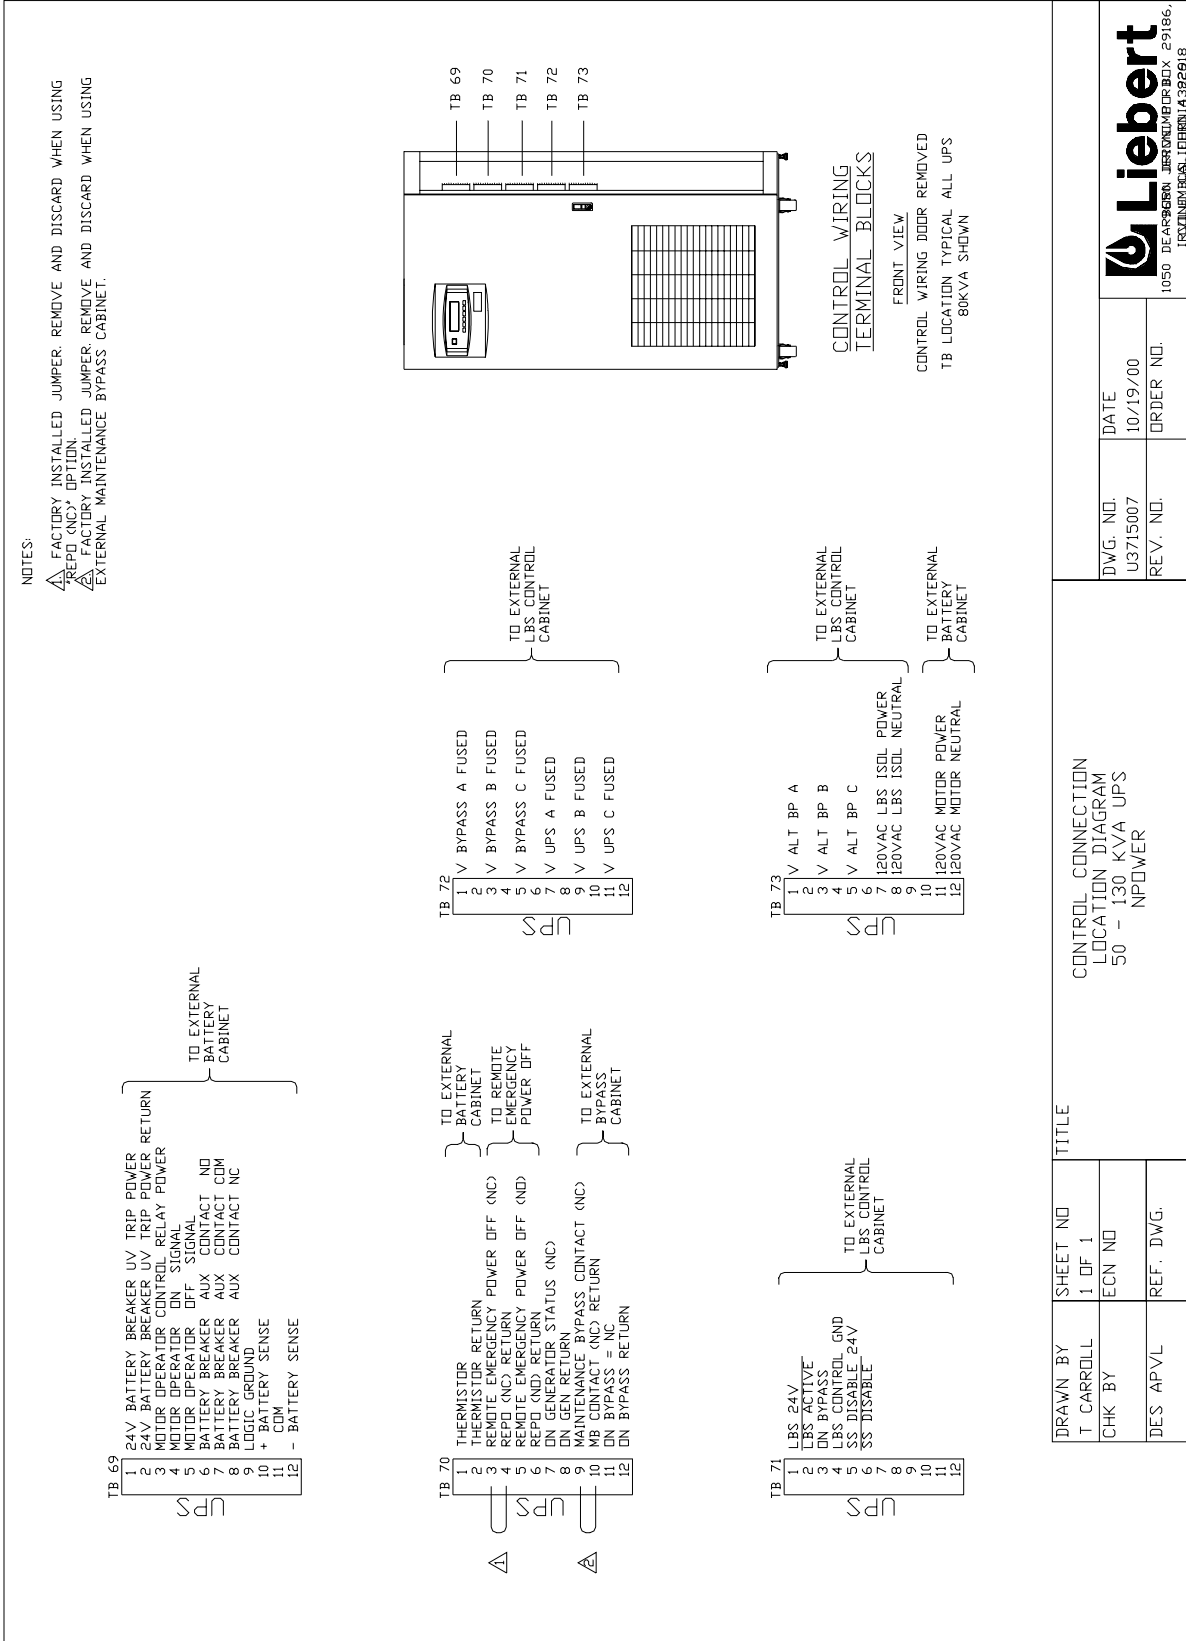 NOTES:
1. FACTORY INSTALLED JUMPER. REMOVE AND DISCARD WHEN USING
"REPO (NC)" OPTION.
2. FACTORY INSTALLED JUMPER. REMOVE AND DISCARD WHEN USING
EXTERNAL MAINTENANCE BYPASS CABINET.
TB 69
UPS
1 24V BATTERY BREAKER UV TRIP POWER
2 24V BATTERY BREAKER UV TRIP POWER RETURN
3 MOTOR OPERATOR CONTROL RELAY POWER
4 MOTOR OPERATOR ON SIGNAL
5 MOTOR OPERATOR OFF SIGNAL
6 BATTERY BREAKER AUX CONTACT NO
7 BATTERY BREAKER AUX CONTACT COM
8 BATTERY BREAKER AUX CONTACT NC
9 LOGIC GROUND
10 + BATTERY SENSE
11 COM
12 - BATTERY SENSE
TO EXTERNAL
BATTERY
CABINET
TB 70
UPS
1 THERMISTOR
2 THERMISTOR RETURN
3 REMOTE EMERGENCY POWER OFF (NC)
4 REPO (NC) RETURN
5 REMOTE EMERGENCY POWER OFF (NO)
6 REPO (NO) RETURN
7 ON GENERATOR STATUS (NC)
8 ON GEN RETURN
9 MAINTENANCE BYPASS CONTACT (NC)
10 MB CONTACT (NC) RETURN
11 ON BYPASS = NC
12 ON BYPASS RETURN
1
2
TO EXTERNAL
BATTERY
CABINET
TO REMOTE
EMERGENCY
POWER OFF
TO EXTERNAL
BYPASS
CABINET
TB 71
UPS
1 LBS 24V
2 LBS ACTIVE
3 ON BYPASS
4 LBS CONTROL GND
5 SS DISABLE 24V
6 SS DISABLE
7
8
9
10
11
12
TO EXTERNAL
LBS CONTROL
CABINET
TB 72
UPS
1 V BYPASS A FUSED
2
3 V BYPASS B FUSED
4
5 V BYPASS C FUSED
6
7 V UPS A FUSED
8
9 V UPS B FUSED
10
11 V UPS C FUSED
12
TO EXTERNAL
LBS CONTROL
CABINET
TB 73
UPS
1 V ALT BP A
2
3 V ALT BP B
4
5 V ALT BP C
6
7 120VAC LBS ISOL POWER
8 120VAC LBS ISOL NEUTRAL
9
10
11 120VAC MOTOR POWER
12 120VAC MOTOR NEUTRAL
TO EXTERNAL
LBS CONTROL
CABINET
TO EXTERNAL
BATTERY
CABINET
TB 69
TB 70
TB 71
TB 72
TB 73
CONTROL WIRING
TERMINAL BLOCKS
FRONT VIEW
CONTROL WIRING DOOR REMOVED
TB LOCATION TYPICAL ALL UPS
80KVA SHOWN
DRAWN BY
T CARROLL
CHK BY
DES APVL
SHEET NO
1 OF 1
ECN NO
REF. DWG.
TITLE
CONTROL CONNECTION
LOCATION DIAGRAM
50 - 130 KVA UPS
NPOWER
DWG. NO.
U3715007
REV. NO.
DATE
10/19/00
ORDER NO.
Liebert
1050 BOX 29186,